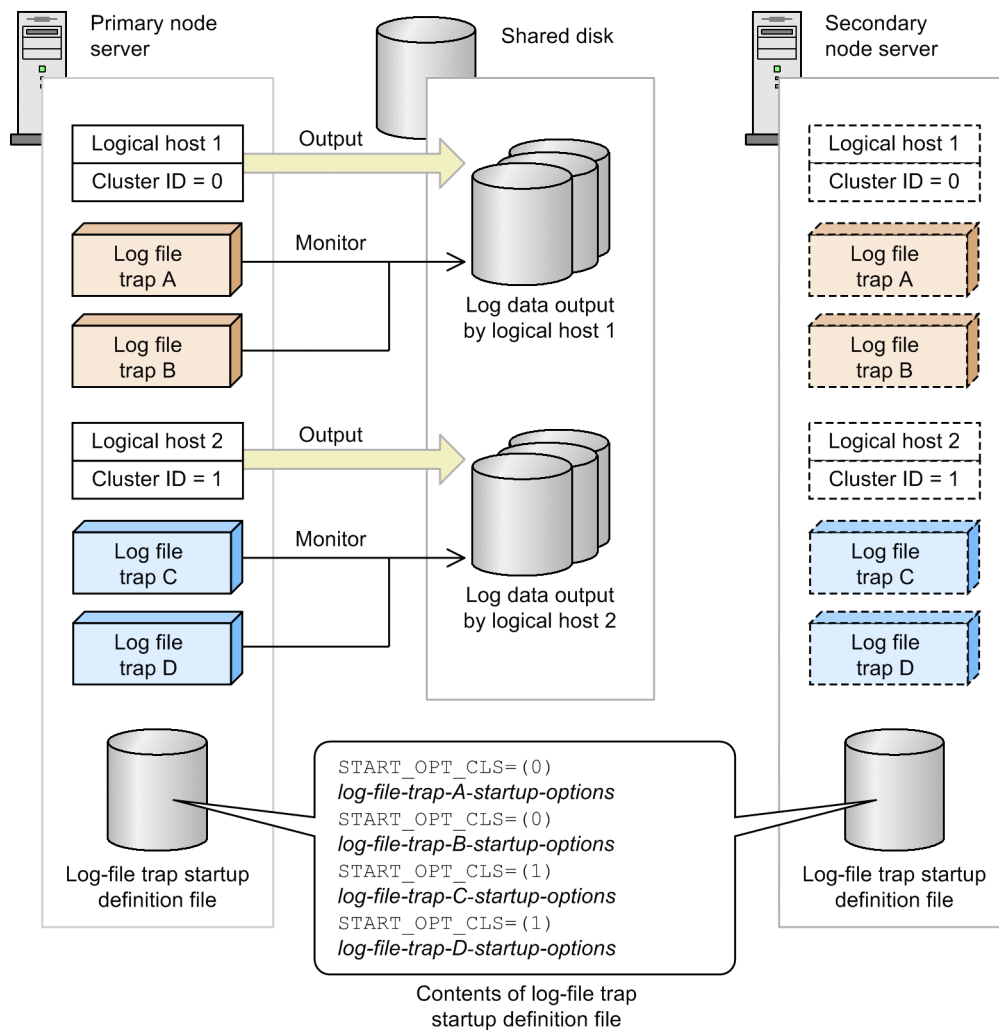 Primary node
server
Shared disk
Secondary
node server
Logical host 1
Cluster ID = 0
Output
Log file
trap A
Monitor
Log file
trap B
Log data output
by logical host 1
Logical host 2
Cluster ID = 1
Output
Log file
trap C
Monitor
Log file
trap D
Log data output
by logical host 2
Logical host 1
Cluster ID = 0
Log file
trap A
Log file
trap B
Logical host 2
Cluster ID = 1
Log file
trap C
Log file
trap D
Log-file trap startup
definition file
START_OPT_CLS=(0)
log-file-trap-A-startup-options
START_OPT_CLS=(0)
log-file-trap-B-startup-options
START_OPT_CLS=(1)
log-file-trap-C-startup-options
START_OPT_CLS=(1)
log-file-trap-D-startup-options
Contents of log-file trap
startup definition file
Log-file trap startup
definition file